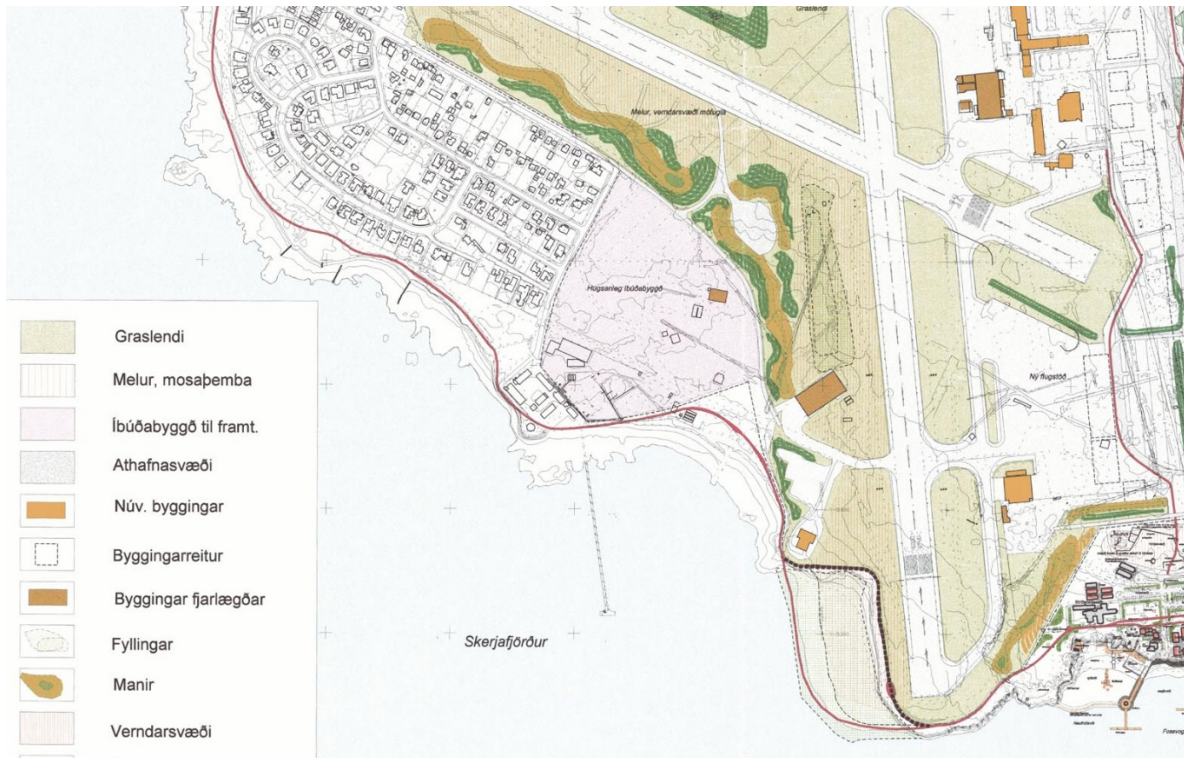 Graslendi
Melur, verndarsvæði mófugla
Hugsanleg íbúðabyggð
Ný flugstöð
Graslendi
Melur, mosaþemba
Íbúðabyggð til framt.
Athafnasvæði
Núv. byggingar
Byggingarreitur
Byggingar fjarlægðar
Fyllingar
Skerjafjörður
Manir
Verndarsvæði